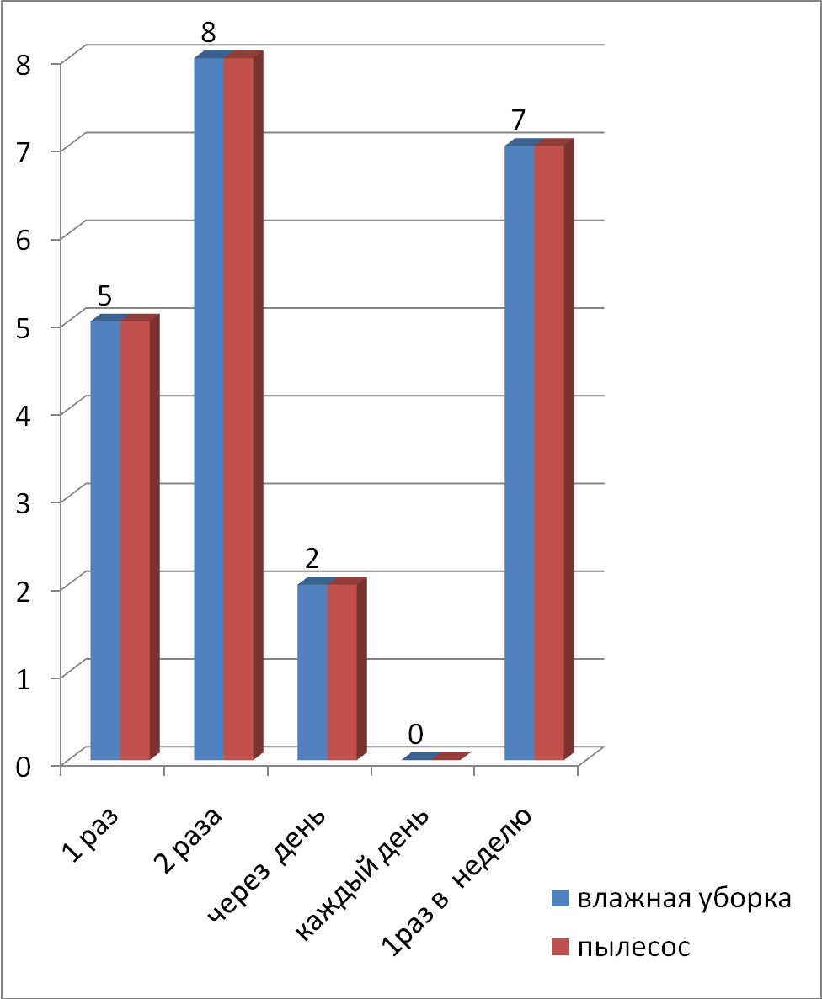 8
7
6
5
4
3
2
1
0
5
8
2
0
7
1 раз
2 раза
через день
каждый день
1раз в неделю
влажная уборка
пылесос